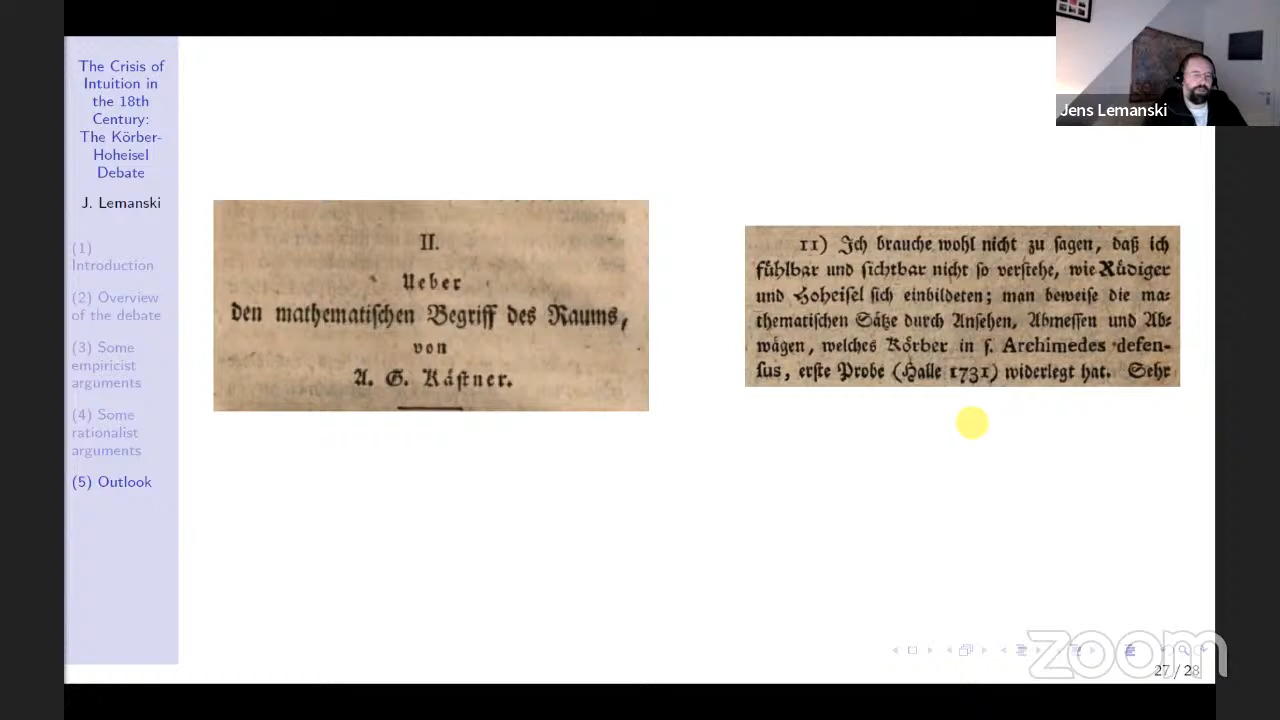 The Crisis of
Intuition in
the 18th
Century:
The Körber-
Hoheisel
Debate
J. Lemanski
(1)
Introduction
(2) Overview
of the debate
(3) Some
empiricist
arguments
(4) Some
rationalist
arguments
(5) Outlook
II.
Ueber
den mathematischen Begriff des Raums,
von
A. G. Kästner.
11) Ich brauche wohl nicht zu sagen, daß ich
fühlbar und sichtbar nicht so verstehe, wie Rüdiger
und Hoheisel sich einbildeten; man beweise die ma⸗
thematischen Sätze durch Ansehen, Abmessen und Ab⸗
wägen, welches Körber in s. Archimedes defen-
sus, erste Probe (Halle 1731) widerlegt hat. Sehr
Jens Lemanski
zoom
27 / 28